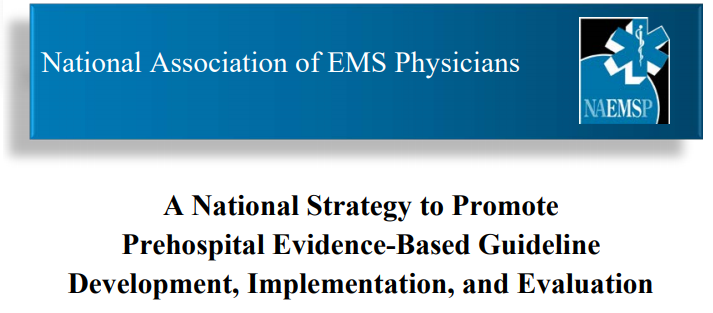 National Association of EMS Physicians
NAEMSP
A National Strategy to Promote
Prehospital Evidence-Based Guideline
Development, Implementation, and Evaluation